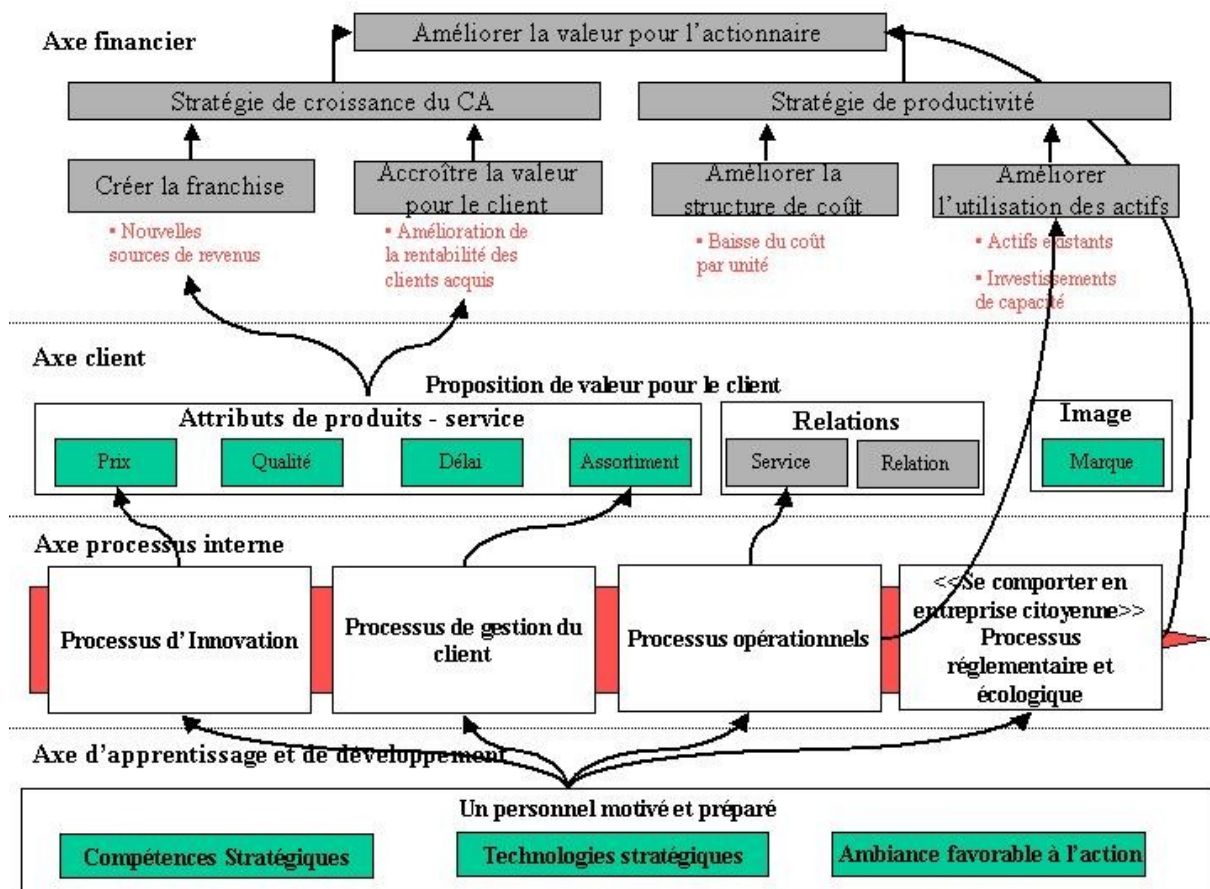 Axe financier
Améliorer la valeur pour l'actionnaire
Stratégie de croissance du CA
Stratégie de productivité
Créer la franchise
Accroître la valeur
pour le client
Améliorer la
structure de coût
Améliorer
l'utilisation des actifs
▪ Nouvelles
sources de revenus
▪ Amélioration de
la rentabilité des
clients acquis
▪ Baisse du coût
par unité
▪ Actifs existants
▪ Investissements
de capacité
Axe client
Proposition de valeur pour le client
Attributs de produits - service
Prix
Qualité
Délai
Assortiment
Relations
Service
Relation
Image
Marque
Axe processus interne
Processus d'Innovation
Processus de gestion du
client
Processus opérationnels
<<Se comporter en
entreprise citoyenne>>
Processus
réglementaire et
écologique
Axe d'apprentissage et de développement
Un personnel motivé et préparé
Compétences Stratégiques
Technologies stratégiques
Ambiance favorable à l'action